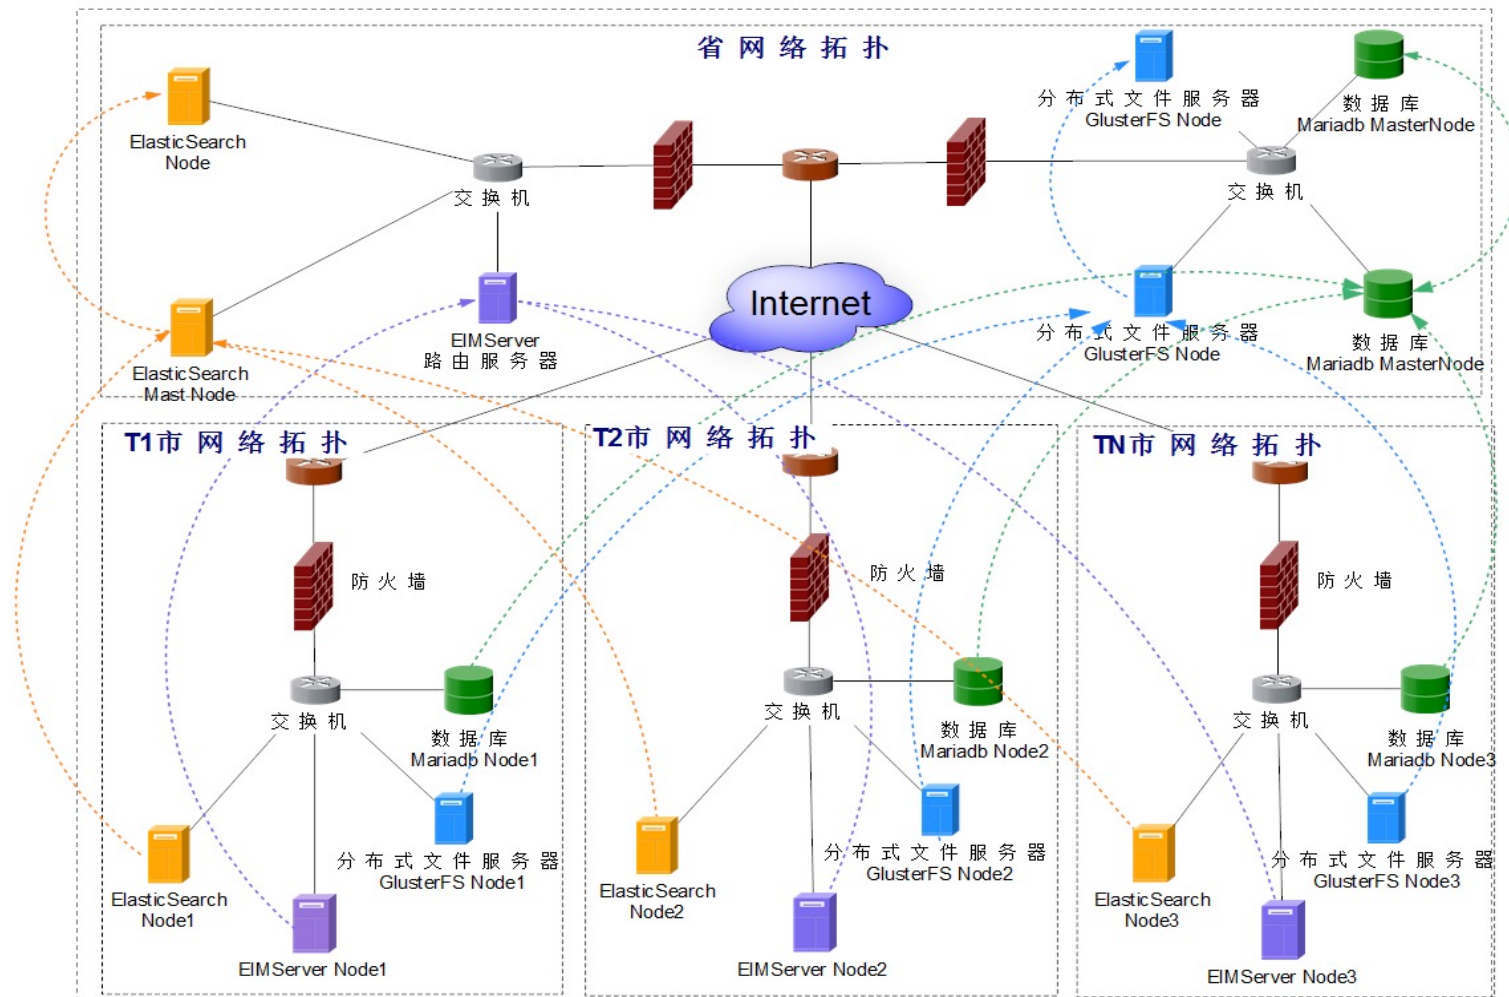 省网络拓扑
ElasticSearch
Node
交换机
分布式文件服务器
GlusterFS Node
数据库
Mariadb MasterNode
交换机
ElasticSearch
Mast Node
EIMServer
路由服务器
Internet
分布式文件服务器
GlusterFS Node
数据库
Mariadb MasterNode
T1市网络拓扑
防火墙
交换机
数据库
Mariadb Node1
分布式文件服务器
GlusterFS Node1
ElasticSearch
Node1
EIMServer Node1
T2市网络拓扑
防火墙
交换机
数据库
Mariadb Node2
分布式文件服务器
GlusterFS Node2
ElasticSearch
Node2
EIMServer Node2
TN市网络拓扑
防火墙
交换机
数据库
Mariadb Node3
分布式文件服务器
GlusterFS Node3
ElasticSearch
Node3
EIMServer Node3